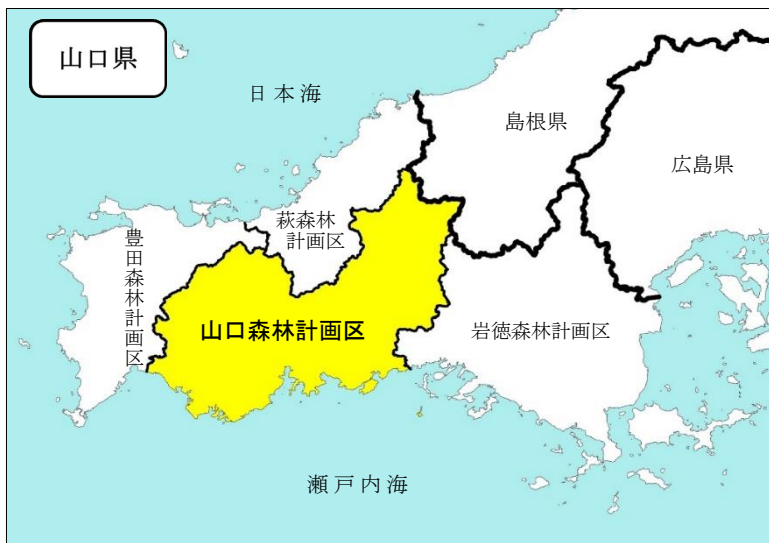 山口県
日本海
島根県
広島県
萩森林
計画区
豊田森林計画区
山口森林計画区
岩徳森林計画区
瀬戸内海